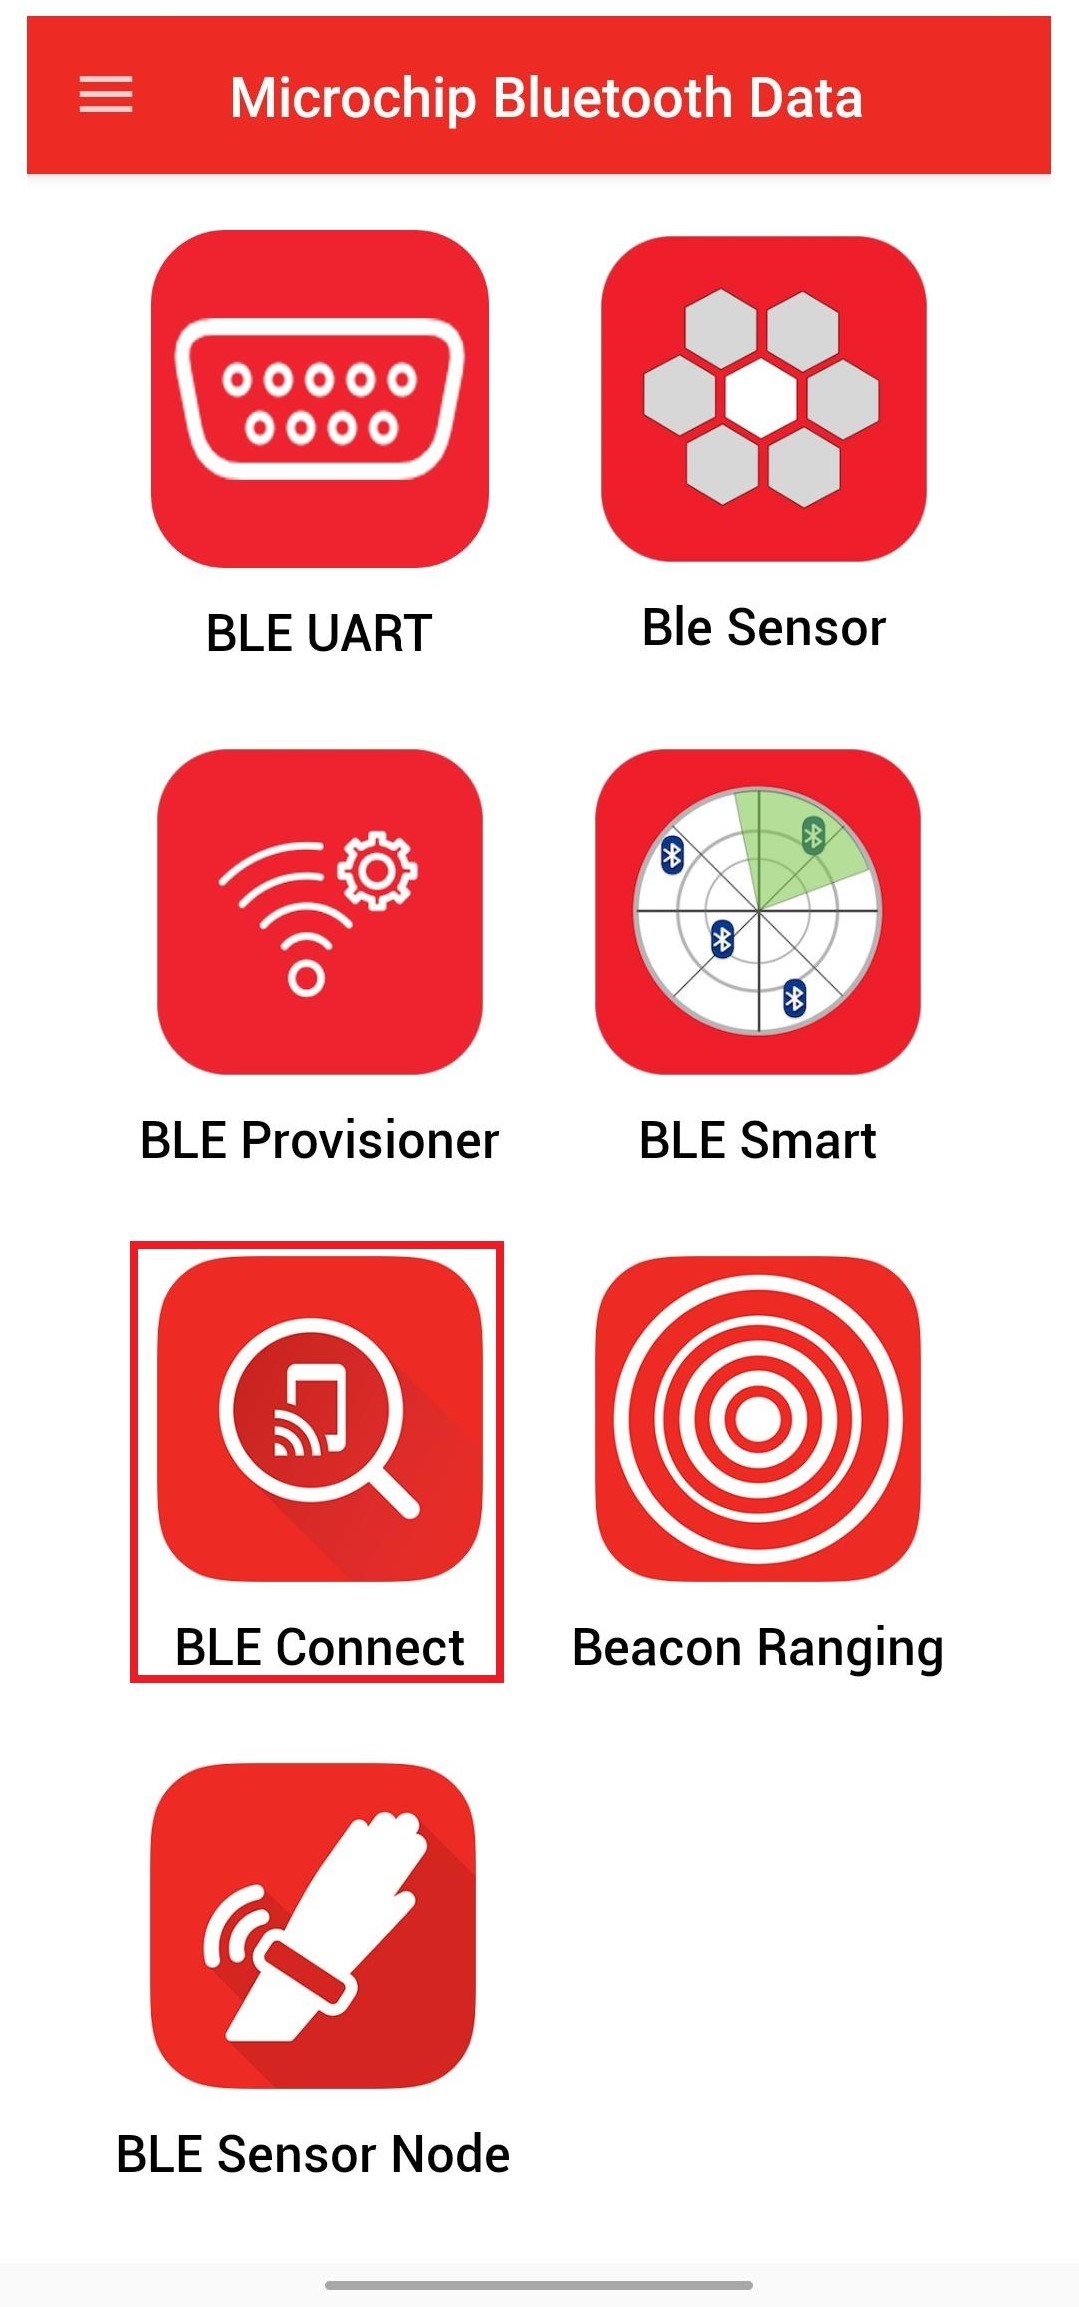 Microchip Bluetooth Data
BLE UART
Ble Sensor
BLE Provisioner
BLE Smart
BLE Connect
Beacon Ranging
BLE Sensor Node